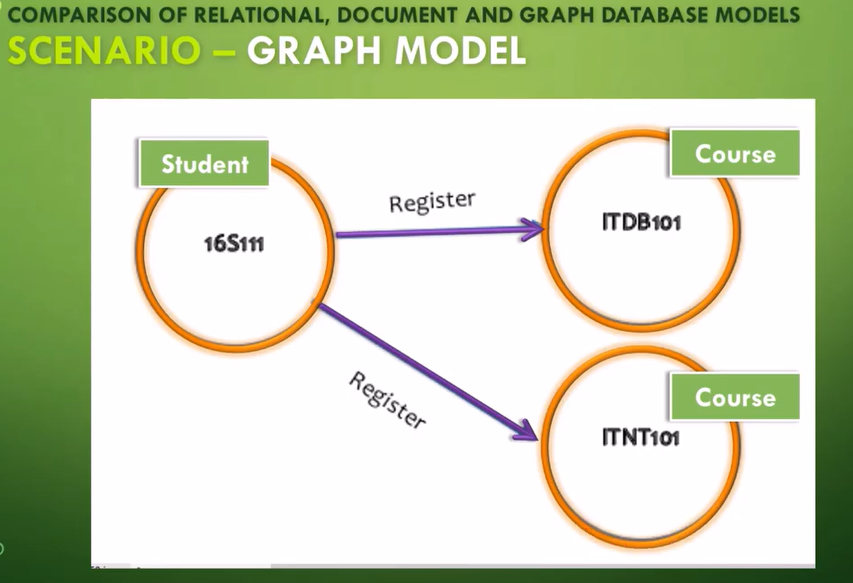 COMPARISON OF RELATIONAL, DOCUMENT AND GRAPH DATABASE MODELS
SCENARIO – GRAPH MODEL
Student
Course
Register
16S111
ITDB101
Register
Course
ITNT101